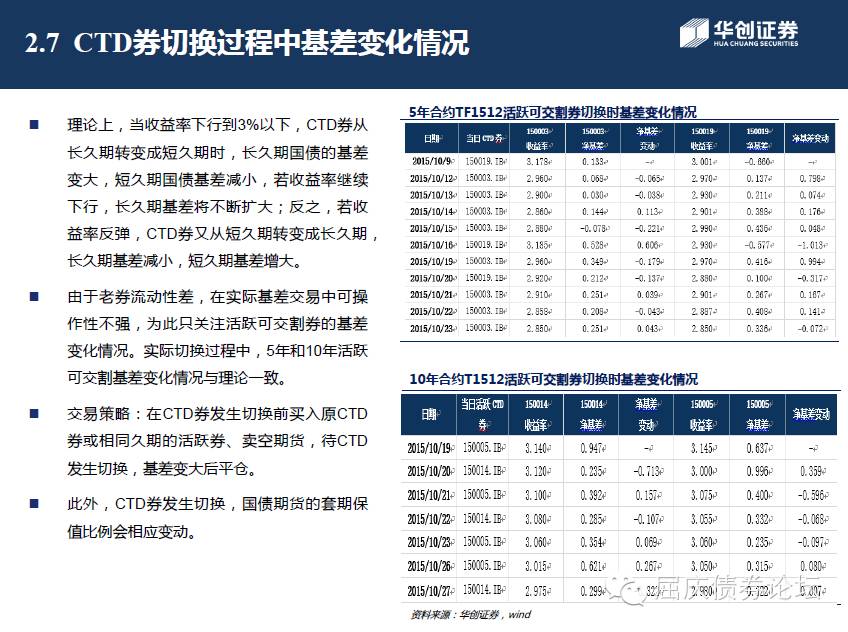 2.7 CTD券切换过程中基差变化情况
华创证券
HUA CHUANG SECURITIES
理论上，当收益率下行到3%以下，CTD券从
长久期转变成短久期时，长久期国债的基差
变大，短久期国债基差减小，若收益率继续
下行，长久期基差将不断扩大；反之，若收
益率反弹，CTD券又从短久期转变成长久期，
长久期基差减小，短久期基差增大。
由于老券流动性差，在实际基差交易中可操
作性不强，为此只关注活跃可交割券的基差
变化情况。实际切换过程中，5年和10年活跃
可交割基差变化情况与理论一致。
交易策略：在CTD券发生切换前买入原CTD
券或相同久期的活跃券、卖空期货，待CTD
发生切换，基差变大后平仓。
此外，CTD券发生切换，国债期货的套期保
值比例会相应变动。
5年合约TF1512活跃可交割券切换时基差变化情况
日期 当日CTD券 150003收益率 150003净基差 净基差变动 150019收益率 150019净基差 净基差变动
2015/10/9 150019.IB 3.178 0.133 -- 3.001 -0.660 --
2015/10/12 150003.IB 2.960 0.068 -0.065 2.970 0.137 0.798
2015/10/13 150003.IB 2.900 0.030 -0.038 2.930 0.211 0.074
2015/10/14 150003.IB 2.860 0.144 0.113 2.901 0.388 0.176
2015/10/15 150003.IB 2.880 -0.078 -0.221 2.990 0.436 0.048
2015/10/16 150019.IB 3.185 0.528 0.606 2.930 -0.577 -1.013
2015/10/19 150003.IB 2.960 0.349 -0.179 2.970 0.416 0.994
2015/10/20 150019.IB 2.920 0.212 -0.137 2.880 0.100 -0.317
2015/10/21 150003.IB 2.910 0.251 0.039 2.901 0.267 0.167
2015/10/22 150003.IB 2.858 0.208 -0.043 2.887 0.408 0.141
2015/10/23 150003.IB 2.850 0.251 0.043 2.850 0.336 -0.072
10年合约T1512活跃可交割券切换时基差变化情况
日期 当日活跃CTD券 150014收益率 150014净基差 净基差变动 150005收益率 150005净基差 净基差变动
2015/10/19 150005.IB 3.140 0.947 -- 3.145 0.637 --
2015/10/20 150014.IB 3.120 0.235 -0.713 3.000 0.996 0.359
2015/10/21 150005.IB 3.100 0.392 0.157 3.075 0.400 -0.596
2015/10/22 150014.IB 3.080 0.285 -0.107 3.055 0.332 -0.068
2015/10/23 150005.IB 3.060 0.354 0.069 3.060 0.235 -0.097
2015/10/26 150005.IB 3.015 0.621 0.267 3.050 0.315 0.080
2015/10/27 150014.IB 2.975 0.299 2.980
屈庆债券论坛
资料来源：华创证券，wind